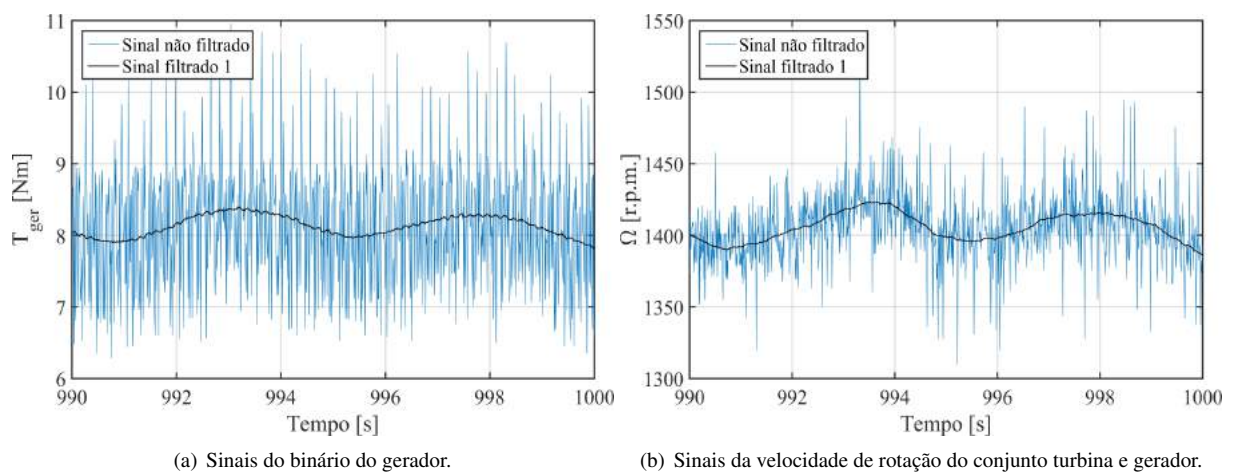 11
10
9
8
7
6
T_ger [Nm]
Sinal não filtrado
Sinal filtrado 1
990
992
994
996
998
1000
Tempo [s]
(a) Sinais do binário do gerador.
1550
1500
1450
1400
1350
1300
Ω [r.p.m.]
Sinal não filtrado
Sinal filtrado 1
990
992
994
996
998
1000
Tempo [s]
(b) Sinais da velocidade de rotação do conjunto turbina e gerador.